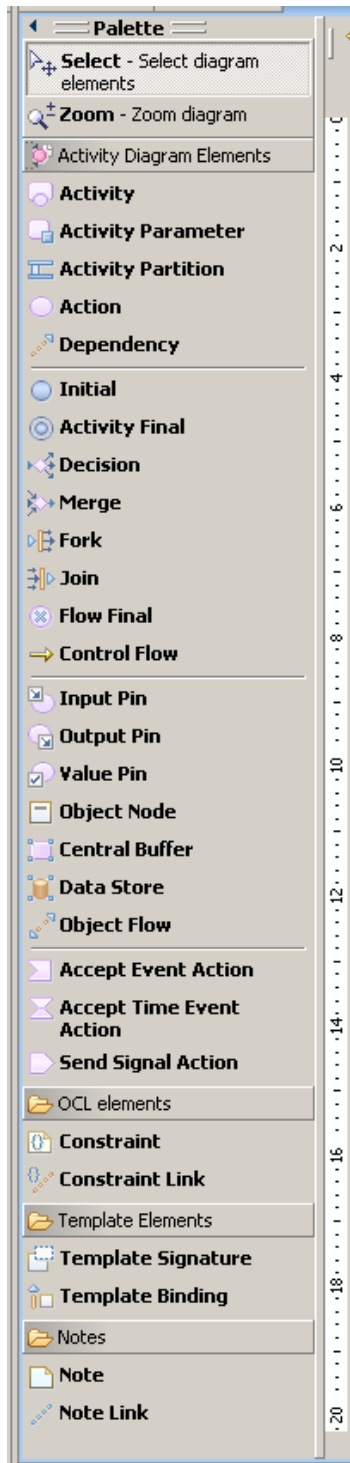 Palette
Select - Select diagram
elements
Zoom - Zoom diagram
Activity Diagram Elements
Activity
Activity Parameter
Activity Partition
Action
Dependency
Initial
Activity Final
Decision
Merge
Fork
Join
Flow Final
Control Flow
Input Pin
Output Pin
Value Pin
Object Node
Central Buffer
Data Store
Object Flow
Accept Event Action
Accept Time Event
Action
Send Signal Action
OCL elements
Constraint
Constraint Link
Template Elements
Template Signature
Template Binding
Notes
Note
Note Link
0
2
4
6
8
10
12
14
16
18
20